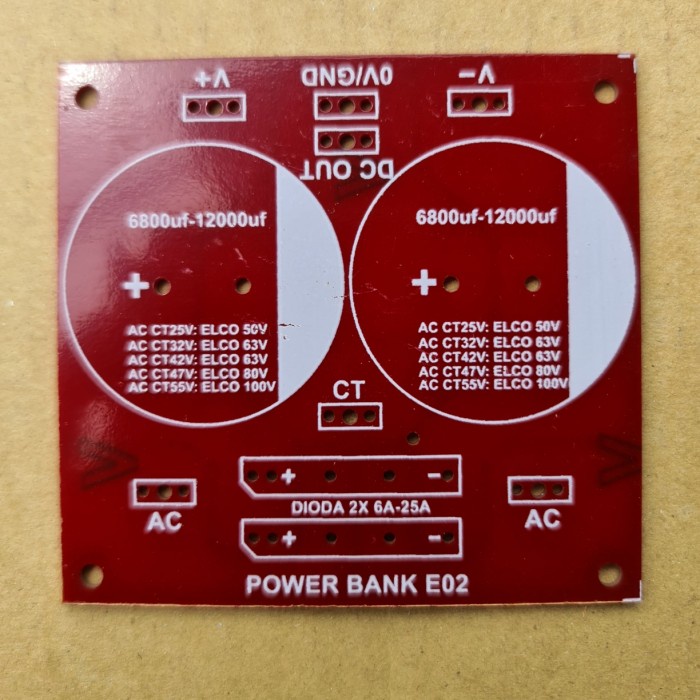 V+
0V/GND
V-
DC OUT
6800uf-12000uf
+
AC CT25V: ELCO 50V
AC CT32V: ELCO 63V
AC CT42V: ELCO 63V
AC CT47V: ELCO 80V
AC CT55V: ELCO 100V
6800uf-12000uf
+
AC CT25V: ELCO 50V
AC CT32V: ELCO 63V
AC CT42V: ELCO 63V
AC CT47V: ELCO 80V
AC CT55V: ELCO 100V
CT
+ -
AC
DIODA 2X 6A-25A
AC
+ -
POWER BANK E02